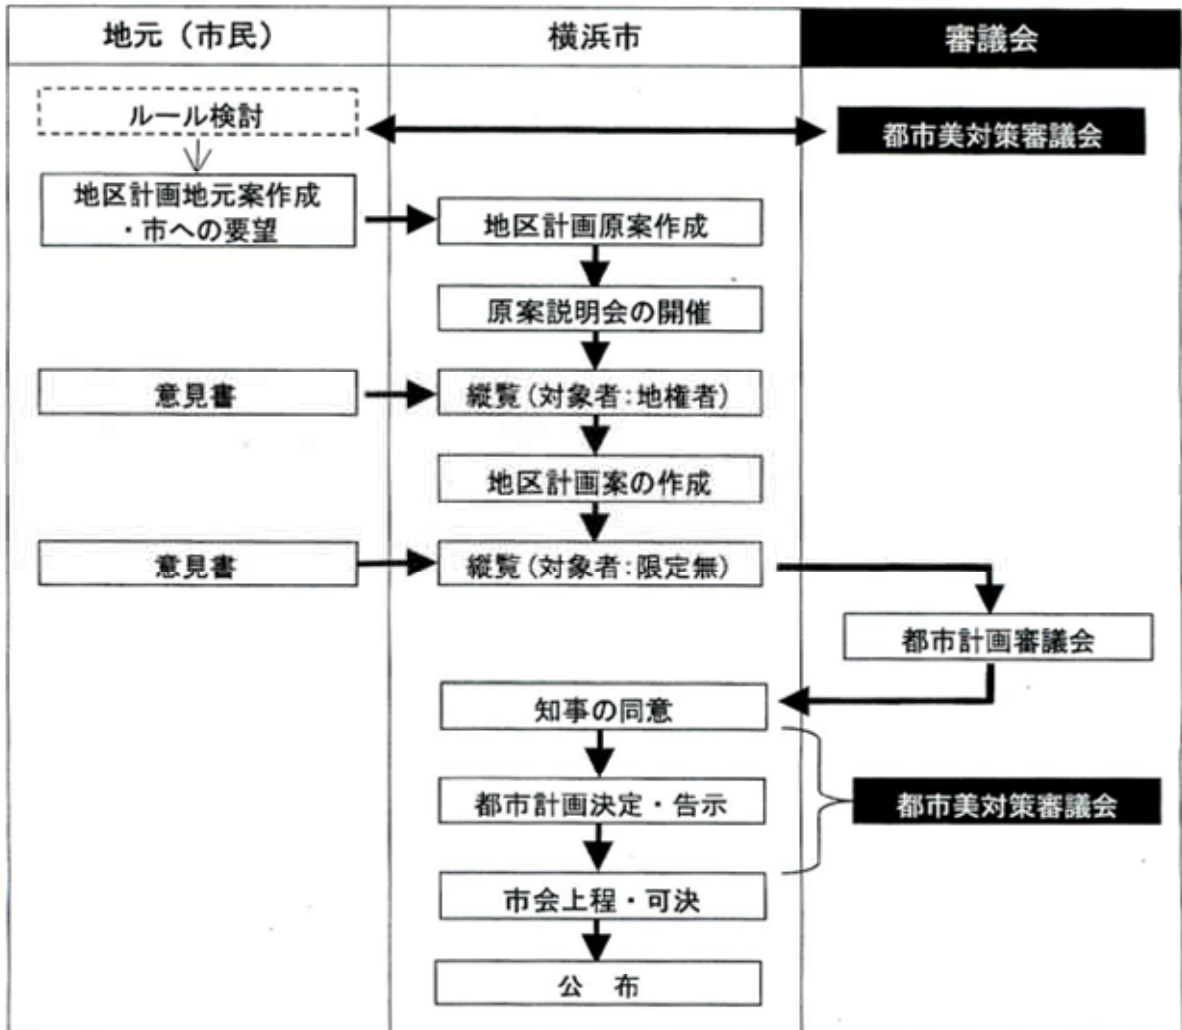 地元（市民）
横浜市
審議会
ルール検討
都市美対策審議会
地区計画地元案作成
・市への要望
地区計画原案作成
原案説明会の開催
意見書
縦覧（対象者：地権者）
地区計画案の作成
意見書
縦覧（対象者：限定無）
都市計画審議会
知事の同意
都市計画決定・告示
都市美対策審議会
市会上程・可決
公　布